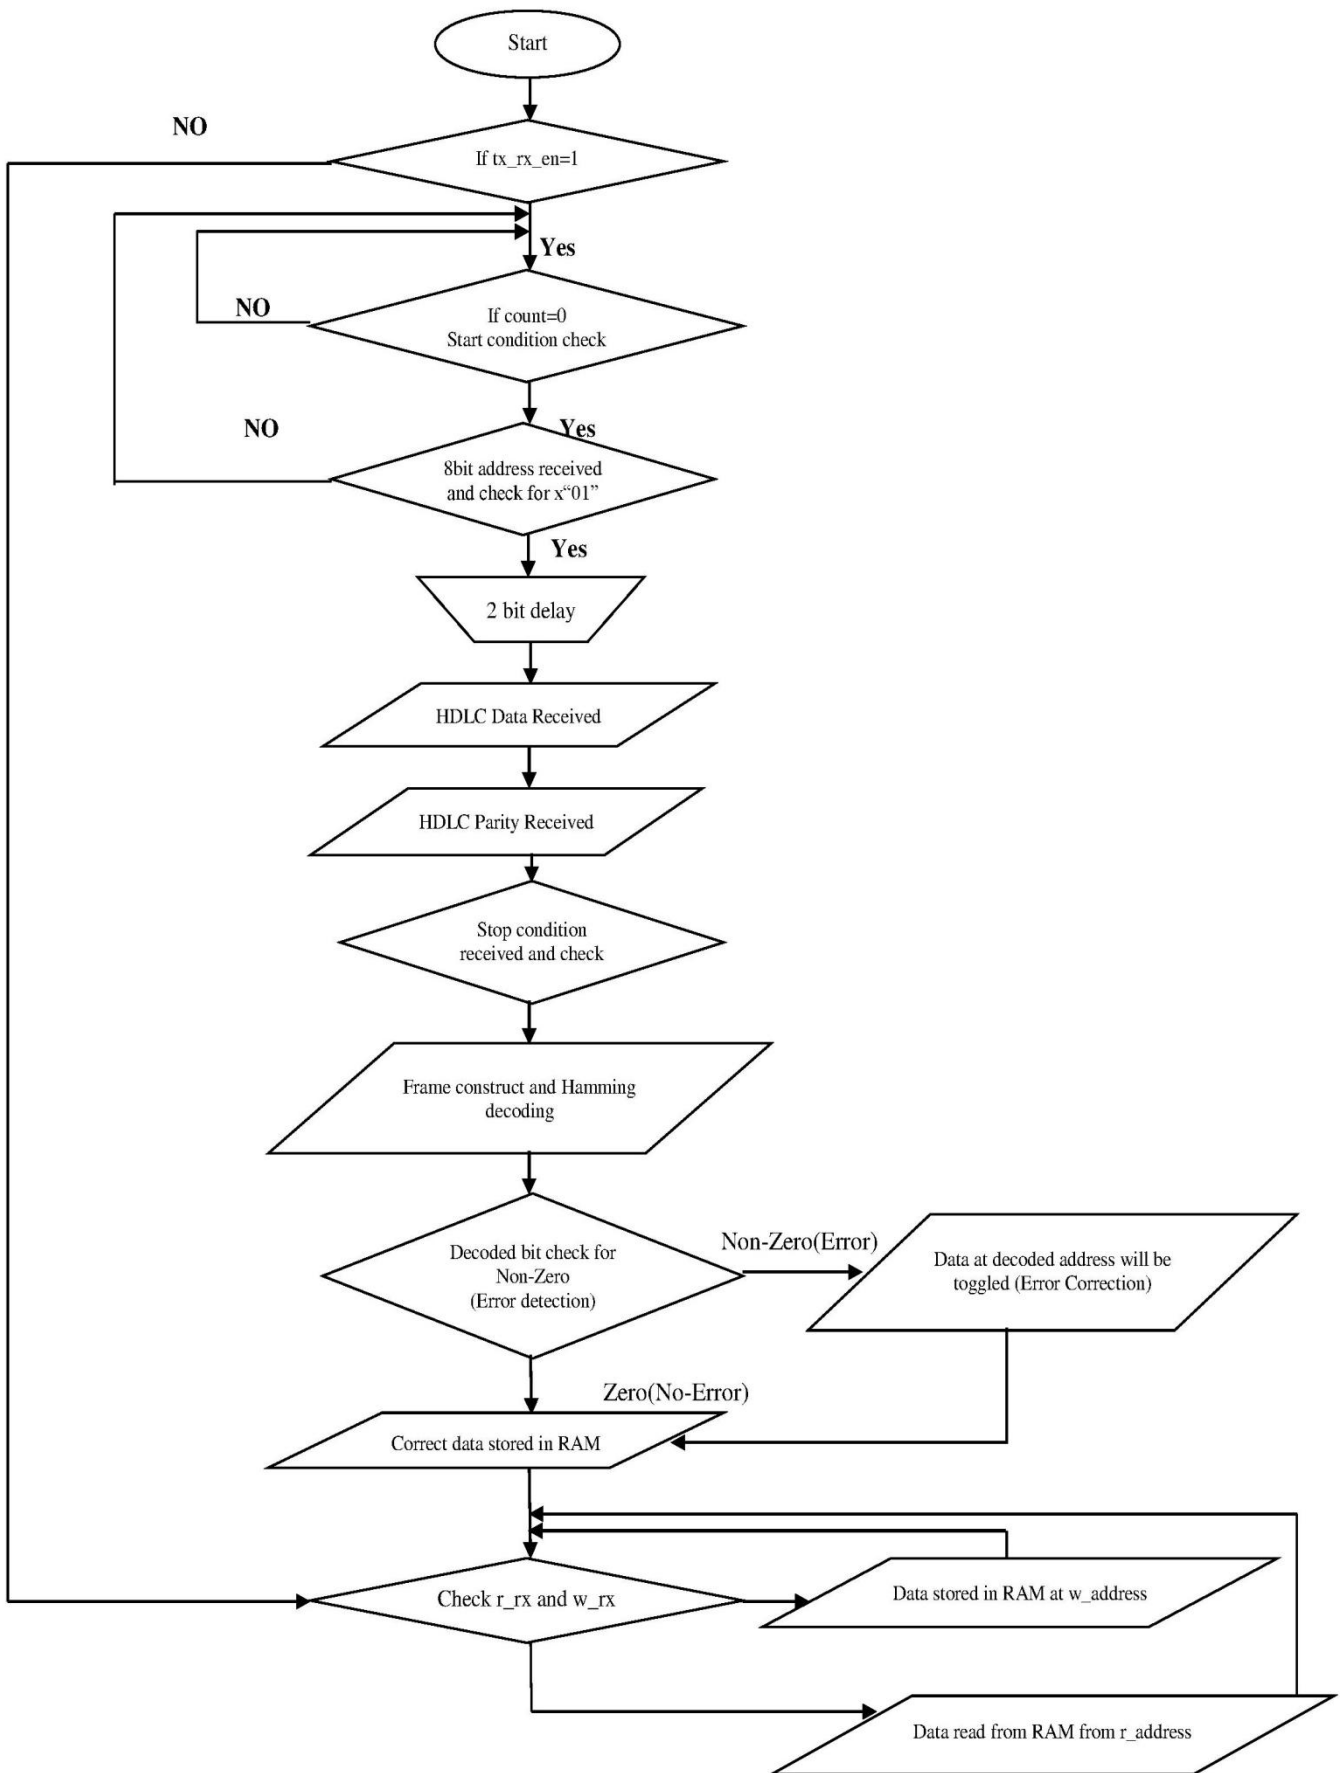 Start
NO
If tx_rx_en=1
Yes
NO
If count=0
Start condition check
NO
Yes
8bit address received
and check for x“01”
Yes
2 bit delay
HDLC Data Received
HDLC Parity Received
Stop condition
received and check
Frame construct and Hamming
decoding
Decoded bit check for
Non-Zero
(Error detection)
Non-Zero(Error)
Data at decoded address will be
toggled (Error Correction)
Zero(No-Error)
Correct data stored in RAM
Check r_rx and w_rx
Data stored in RAM at w_address
Data read from RAM from r_address